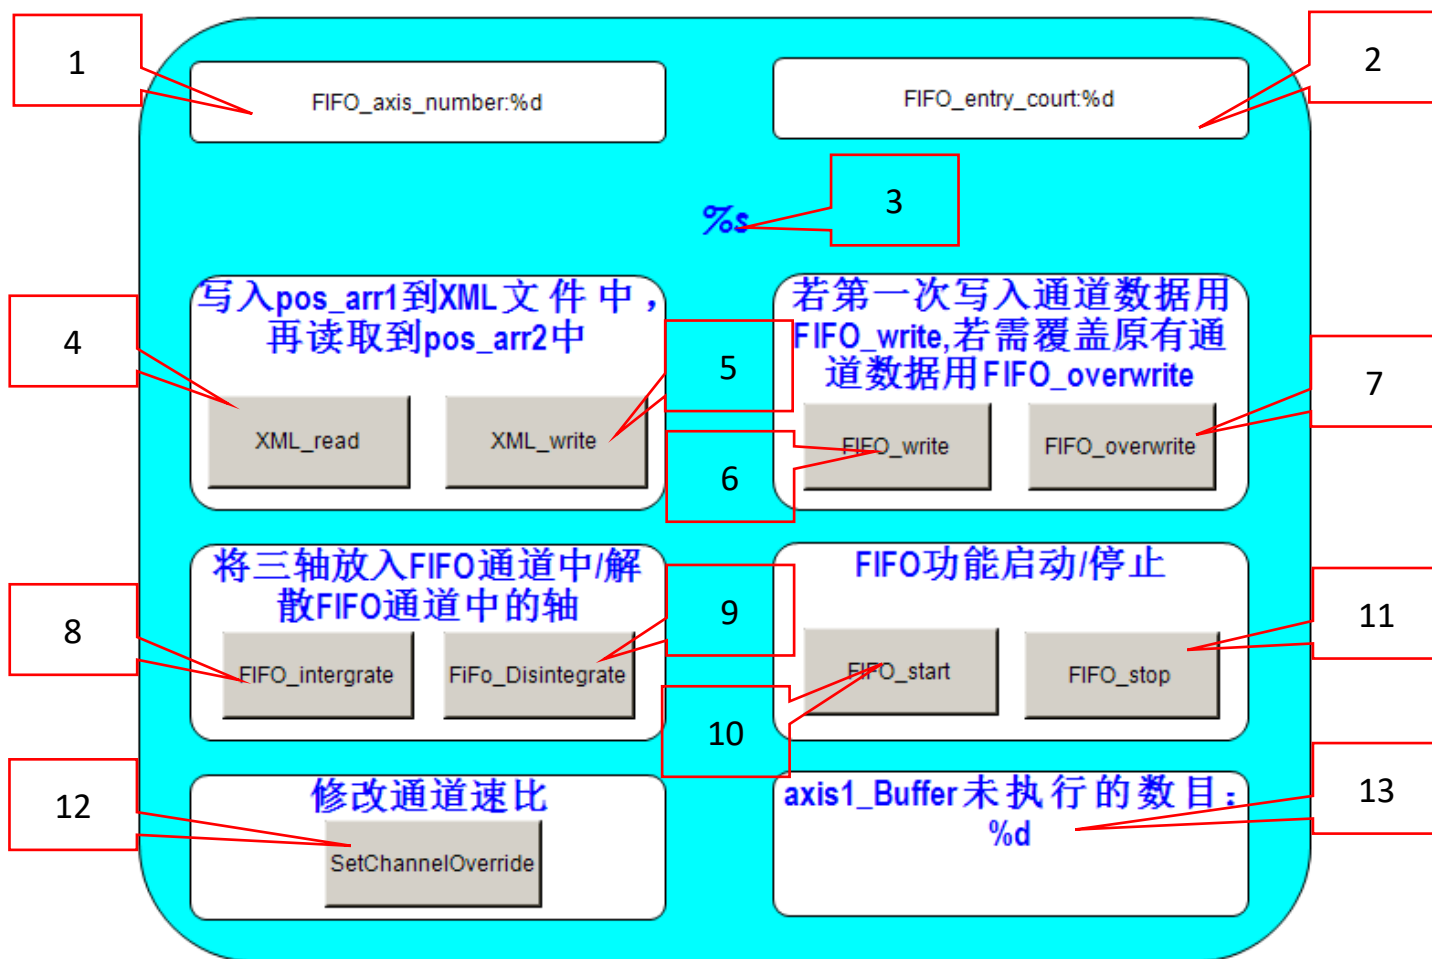 1
2
FIFO_axis_number:%d
FIFO_entry_court:%d
%s
3
写入pos_arr1到XML文件中，
再读取到pos_arr2中
4
5
XML_read
XML_write
若第一次写入通道数据用
FIFO_write,若需覆盖原有通
道数据用FIFO_overwrite
6
7
FIFO_write
FIFO_overwrite
将三轴放入FIFO通道中/解
散FIFO通道中的轴
8
9
FIFO_intergrate
FiFo_Disintegrate
FIFO功能启动/停止
10
11
FIFO_start
FIFO_stop
修改通道速比
12
SetChannelOverride
axis1_Buffer未执行的数目：
%d
13